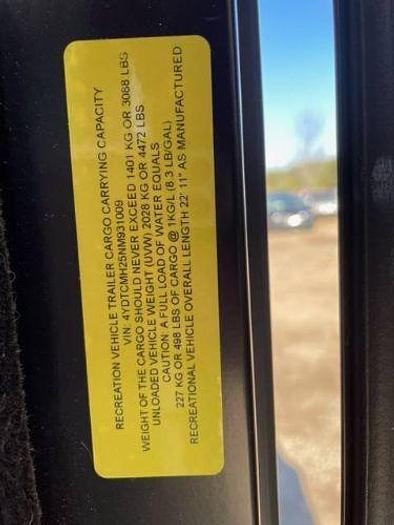 RECREATION VEHICLE TRAILER CARGO CARRYING CAPACITY
VIN: 4YDTCMH25NM931009
WEIGHT OF THE CARGO SHOULD NEVER EXCEED 1401 KG OR 3088 LBS
UNLOADED VEHICLE WEIGHT (UVW) 2028 KG OR 4472 LBS
CAUTION: A FULL LOAD OF WATER EQUALS
227 KG OR 498 LBS OF CARGO @ 1KG/L (8.3 LB/GAL)
RECREATIONAL VEHICLE OVERALL LENGTH 22' 11" AS MANUFACTURED